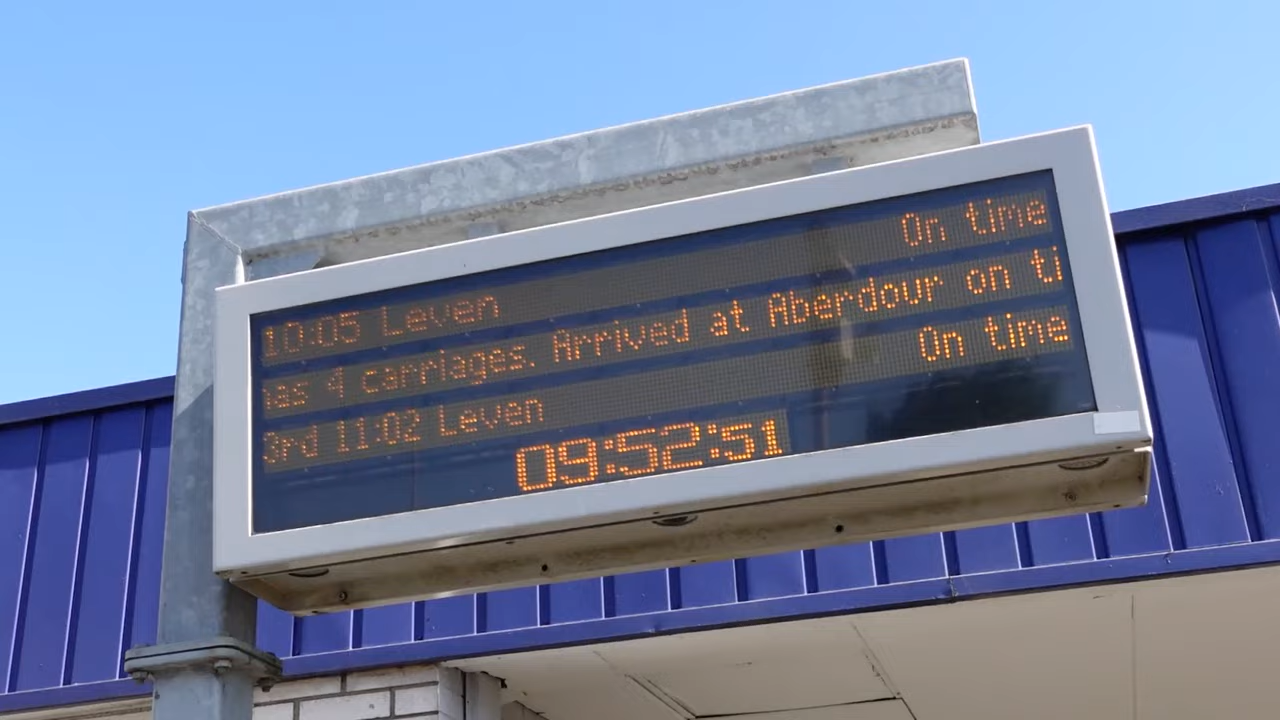 10:05 Leven On time
as 4 carriages. Arrived at Aberdour on ti
3rd 11:02 Leven On time
09:52:51